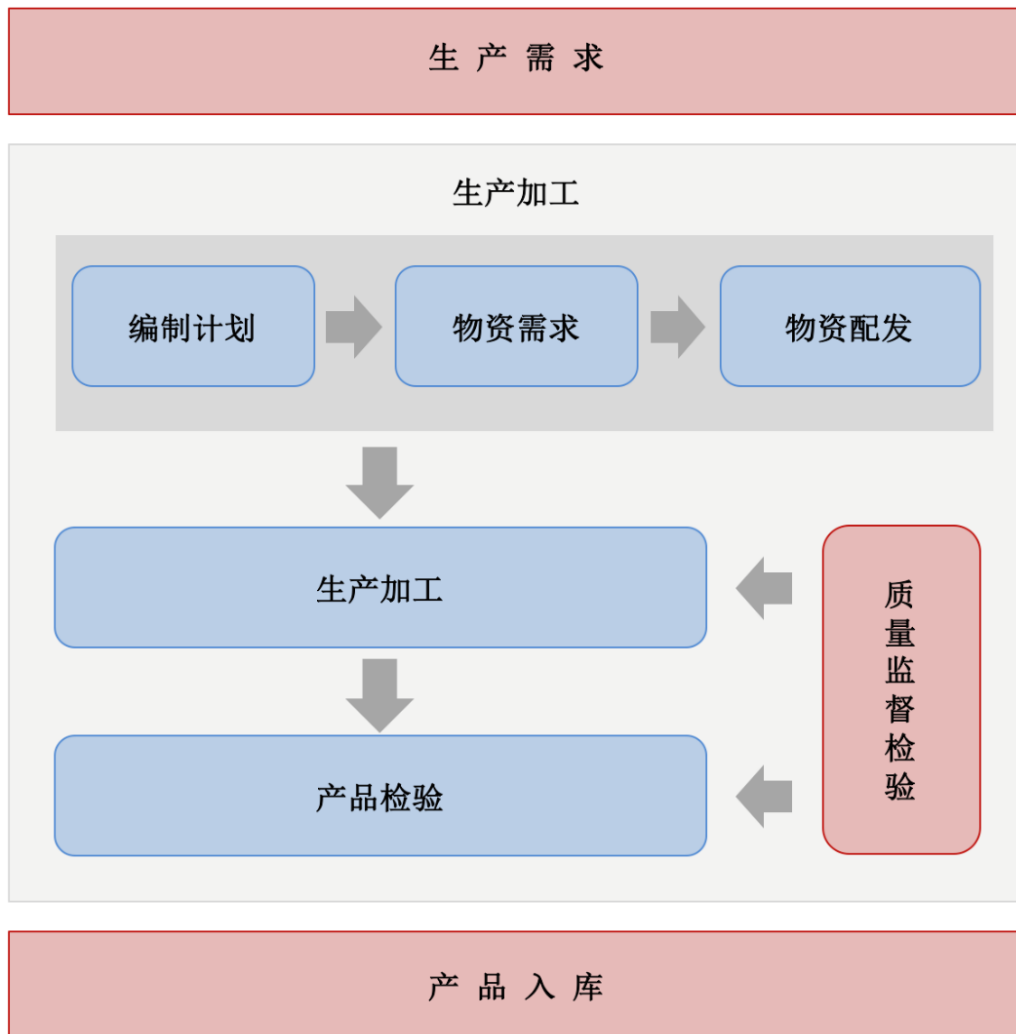 生产需求
生产加工
编制计划
物资需求
物资配发
生产加工
质量监督检验
产品检验
产品入库